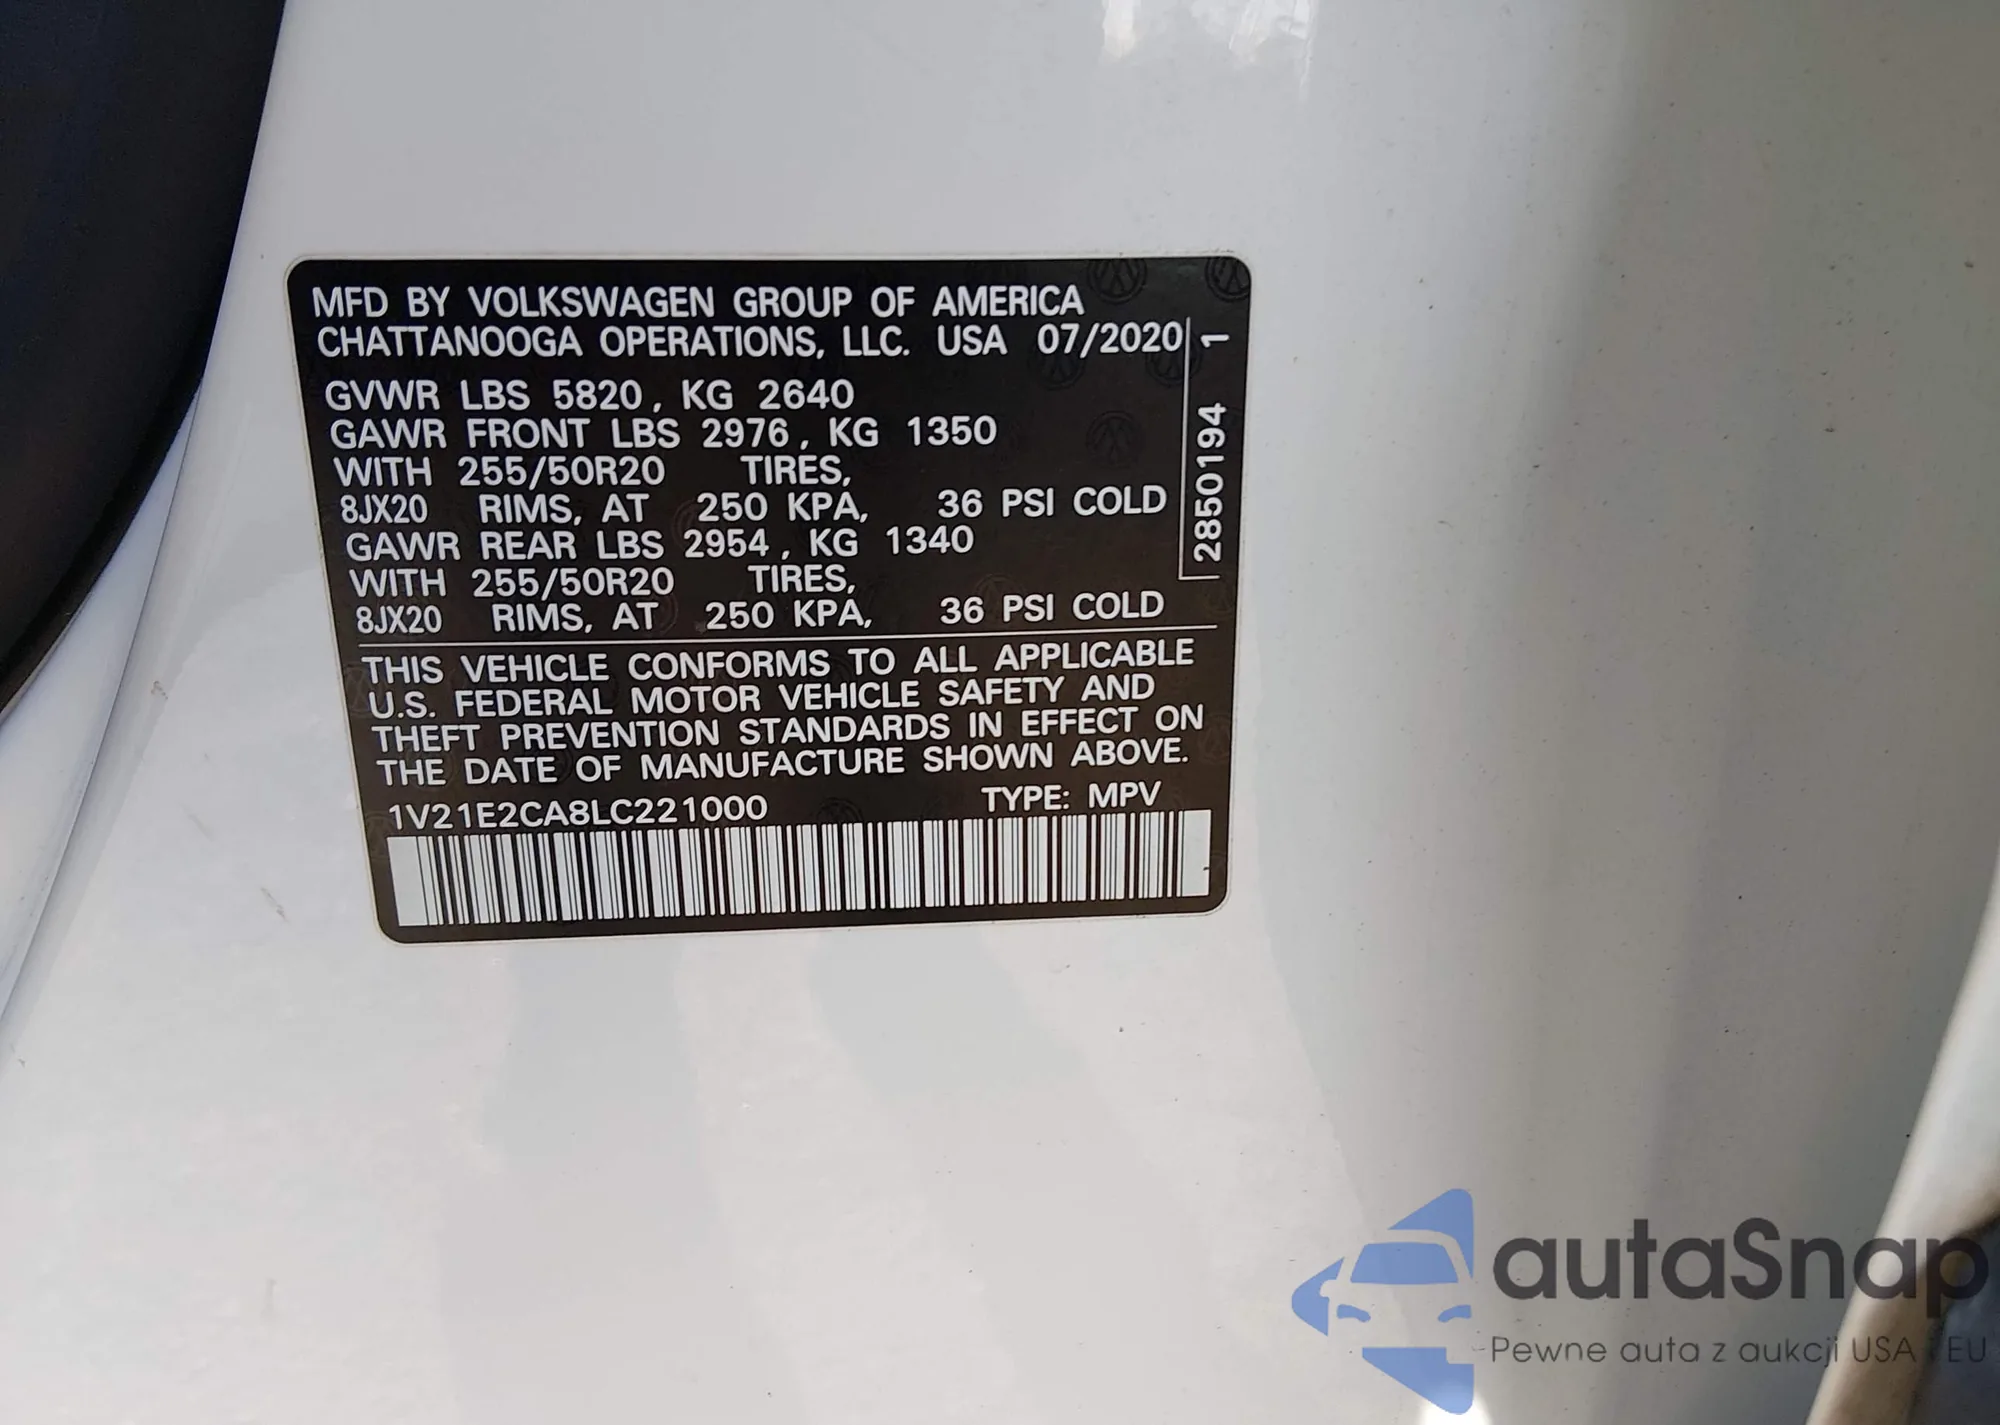 MFD BY VOLKSWAGEN GROUP OF AMERICA
CHATTANOOGA OPERATIONS, LLC. USA 07/2020
GVWR LBS 5820, KG 2640
GAWR FRONT LBS 2976, KG 1350
WITH 255/50R20 TIRES,
8JX20 RIMS, AT 250 KPA, 36 PSI COLD
GAWR REAR LBS 2954, KG 1340
WITH 255/50R20 TIRES,
8JX20 RIMS, AT 250 KPA, 36 PSI COLD
THIS VEHICLE CONFORMS TO ALL APPLICABLE
U.S. FEDERAL MOTOR VEHICLE SAFETY AND
THEFT PREVENTION STANDARDS IN EFFECT ON
THE DATE OF MANUFACTURE SHOWN ABOVE.
1V21E2CA8LC221000 TYPE: MPV
2850194 1
autaSnap
Pewne auta z aukcji USA i EU